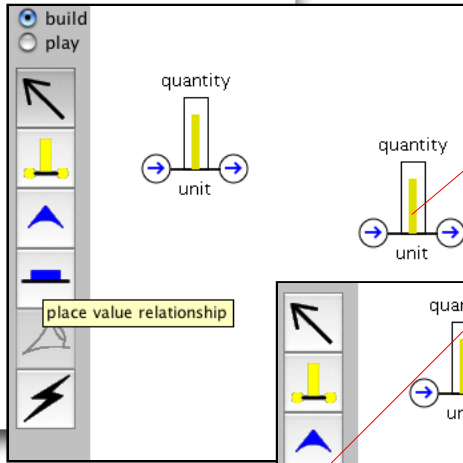 build
play
quantity
unit
quantity
unit
place value relationship